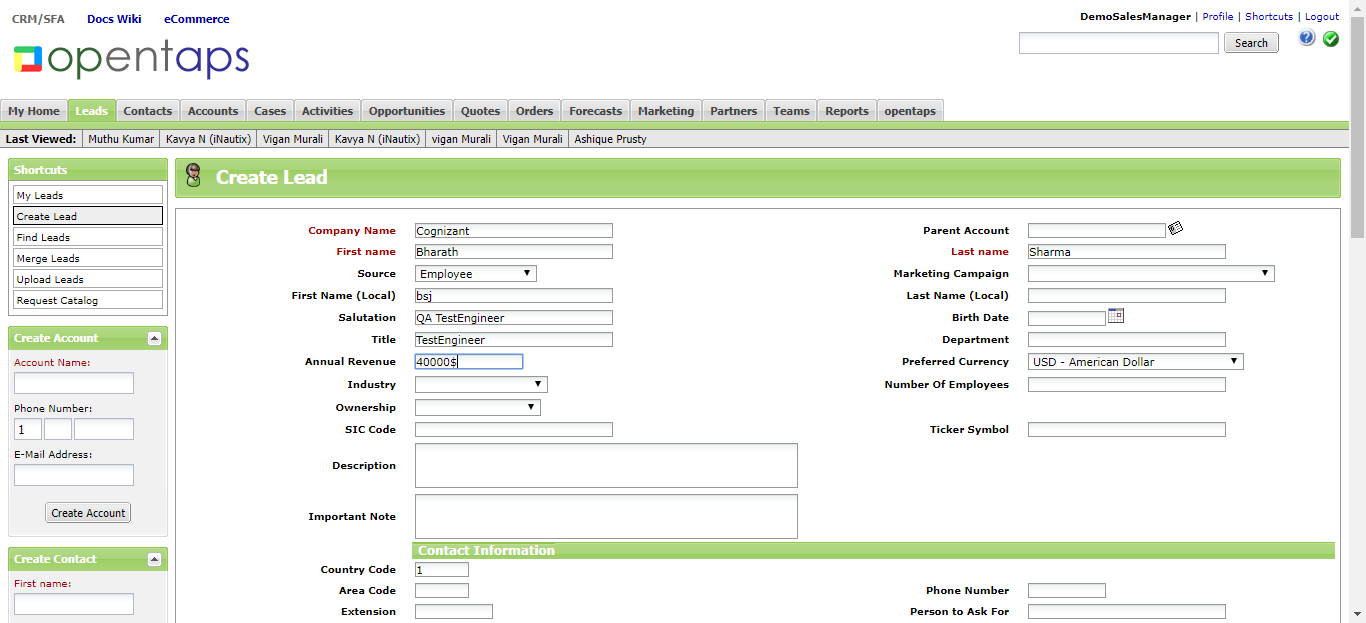 CRM/SFA Docs Wiki eCommerce
DemoSalesManager | Profile | Shortcuts | Logout
opentaps
Search
My Home Leads Contacts Accounts Cases Activities Opportunities Quotes Orders Forecasts Marketing Partners Teams Reports opentaps
Last Viewed: Muthu Kumar Kavya N (iNautix) Vigan Murali Kavya N (iNautix) vigan Murali Vigan Murali Ashique Prusty
Shortcuts
My Leads
Create Lead
Find Leads
Merge Leads
Upload Leads
Request Catalog
Create Account
Account Name:
Phone Number:
1
E-Mail Address:
Create Account
Create Contact
First name:
Create Lead
Company Name Cognizant Parent Account
First name Bharath Last name Sharma
Source Employee Marketing Campaign
First Name (Local) bsj Last Name (Local)
Salutation QA TestEngineer Birth Date
Title TestEngineer Department
Annual Revenue 40000$ Preferred Currency USD - American Dollar
Industry Number Of Employees
Ownership
SIC Code Ticker Symbol
Description
Important Note
Contact Information
Country Code 1
Area Code Phone Number
Extension Person to Ask For